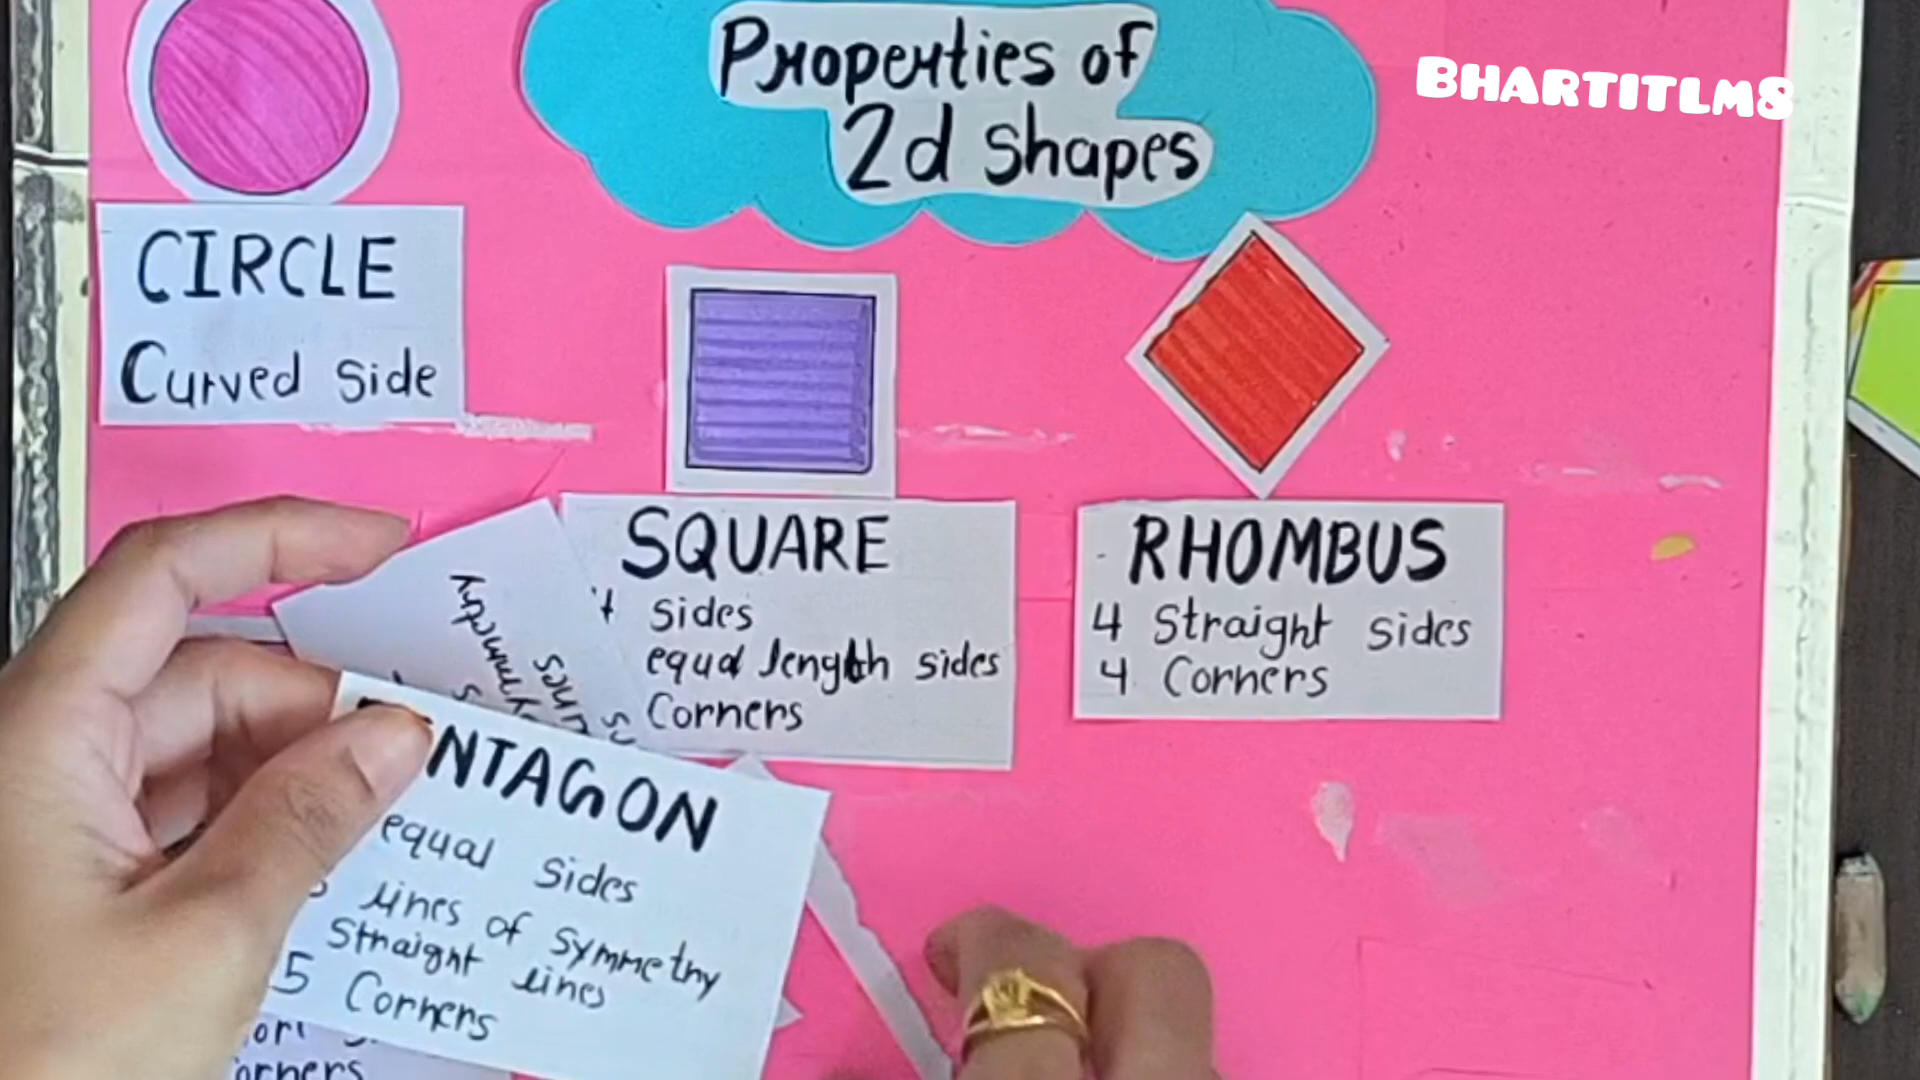 Properties of
2d shapes
BHARTITLM8
CIRCLE
Curved side
SQUARE
sides
equal length sides
Corners
RHOMBUS
4 Straight sides
4 Corners
NTAGON
equal sides
lines of symmetry
Straight lines
5 Corners
symmetry